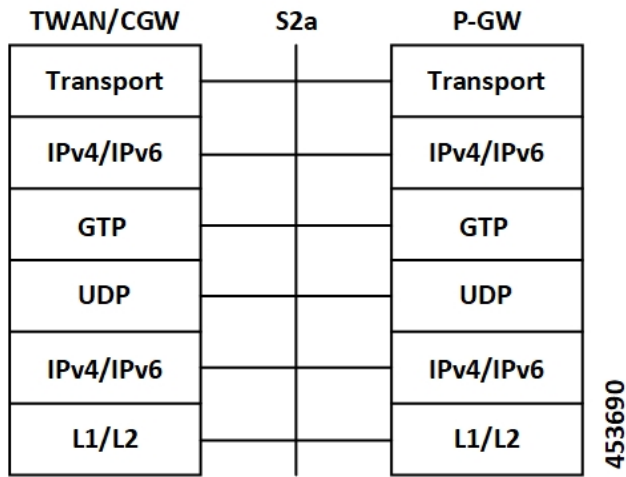 TWAN/CGW S2a P-GW
Transport Transport
IPv4/IPv6 IPv4/IPv6
GTP GTP
UDP UDP
IPv4/IPv6 IPv4/IPv6
L1/L2 L1/L2
453690